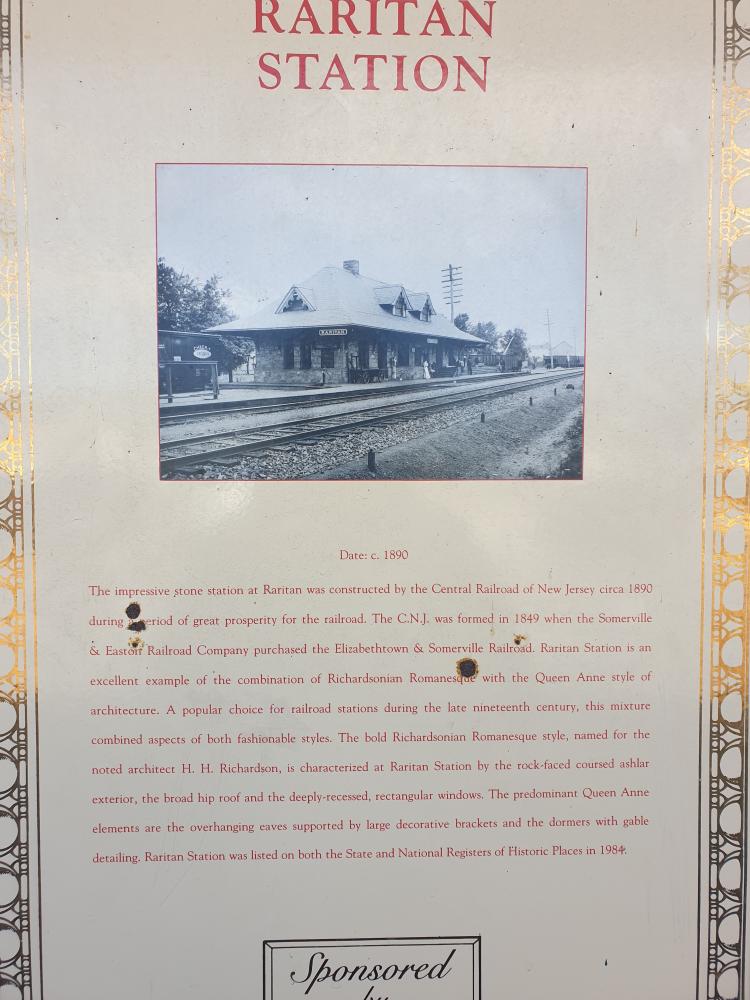 RARITAN
STATION
RARITAN
Date: c. 1890
The impressive stone station at Raritan was constructed by the Central Railroad of New Jersey circa 1890
during period of great prosperity for the railroad. The C.N.J. was formed in 1849 when the Somerville
& Easton Railroad Company purchased the Elizabethtown & Somerville Railroad. Raritan Station is an
excellent example of the combination of Richardsonian Romanesque with the Queen Anne style of
architecture. A popular choice for railroad stations during the late nineteenth century, this mixture
combined aspects of both fashionable styles. The bold Richardsonian Romanesque style, named for the
noted architect H. H. Richardson, is characterized at Raritan Station by the rock-faced coursed ashlar
exterior, the broad hip roof and the deeply-recessed, rectangular windows. The predominant Queen Anne
elements are the overhanging eaves supported by large decorative brackets and the dormers with gable
detailing. Raritan Station was listed on both the State and National Registers of Historic Places in 1984.
Sponsored
by